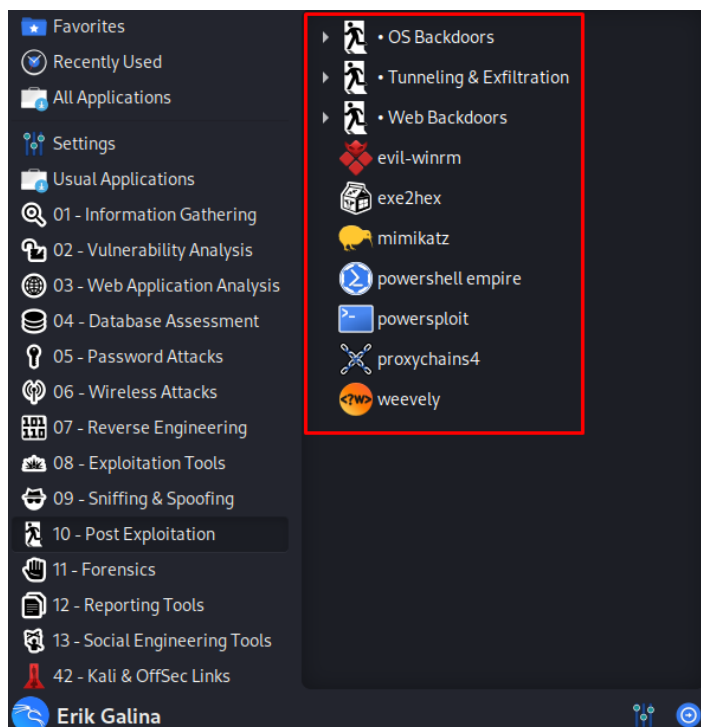 Favorites
Recently Used
All Applications
Settings
Usual Applications
01 - Information Gathering
02 - Vulnerability Analysis
03 - Web Application Analysis
04 - Database Assessment
05 - Password Attacks
06 - Wireless Attacks
07 - Reverse Engineering
08 - Exploitation Tools
09 - Sniffing & Spoofing
10 - Post Exploitation
11 - Forensics
12 - Reporting Tools
13 - Social Engineering Tools
42 - Kali & OffSec Links
Erik Galina
• OS Backdoors
• Tunneling & Exfiltration
• Web Backdoors
evil-winrm
exe2hex
mimikatz
powershell empire
powersploit
proxychains4
<?w>
weevely